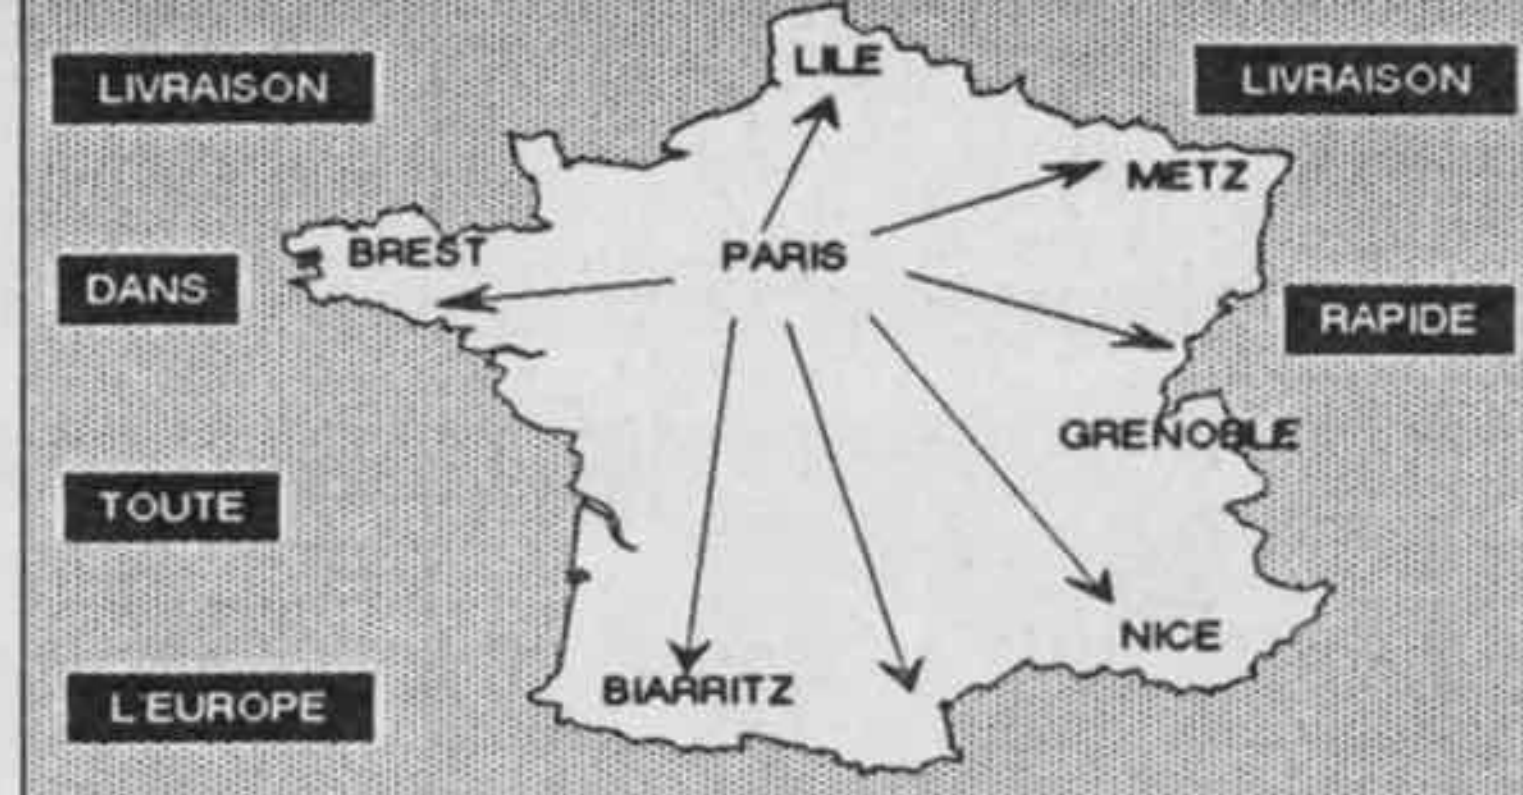 LIVRAISON
DANS
TOUTE
L'EUROPE
LILE
METZ
BREST
PARIS
GRENOBLE
NICE
BIARRITZ
LIVRAISON
RAPIDE